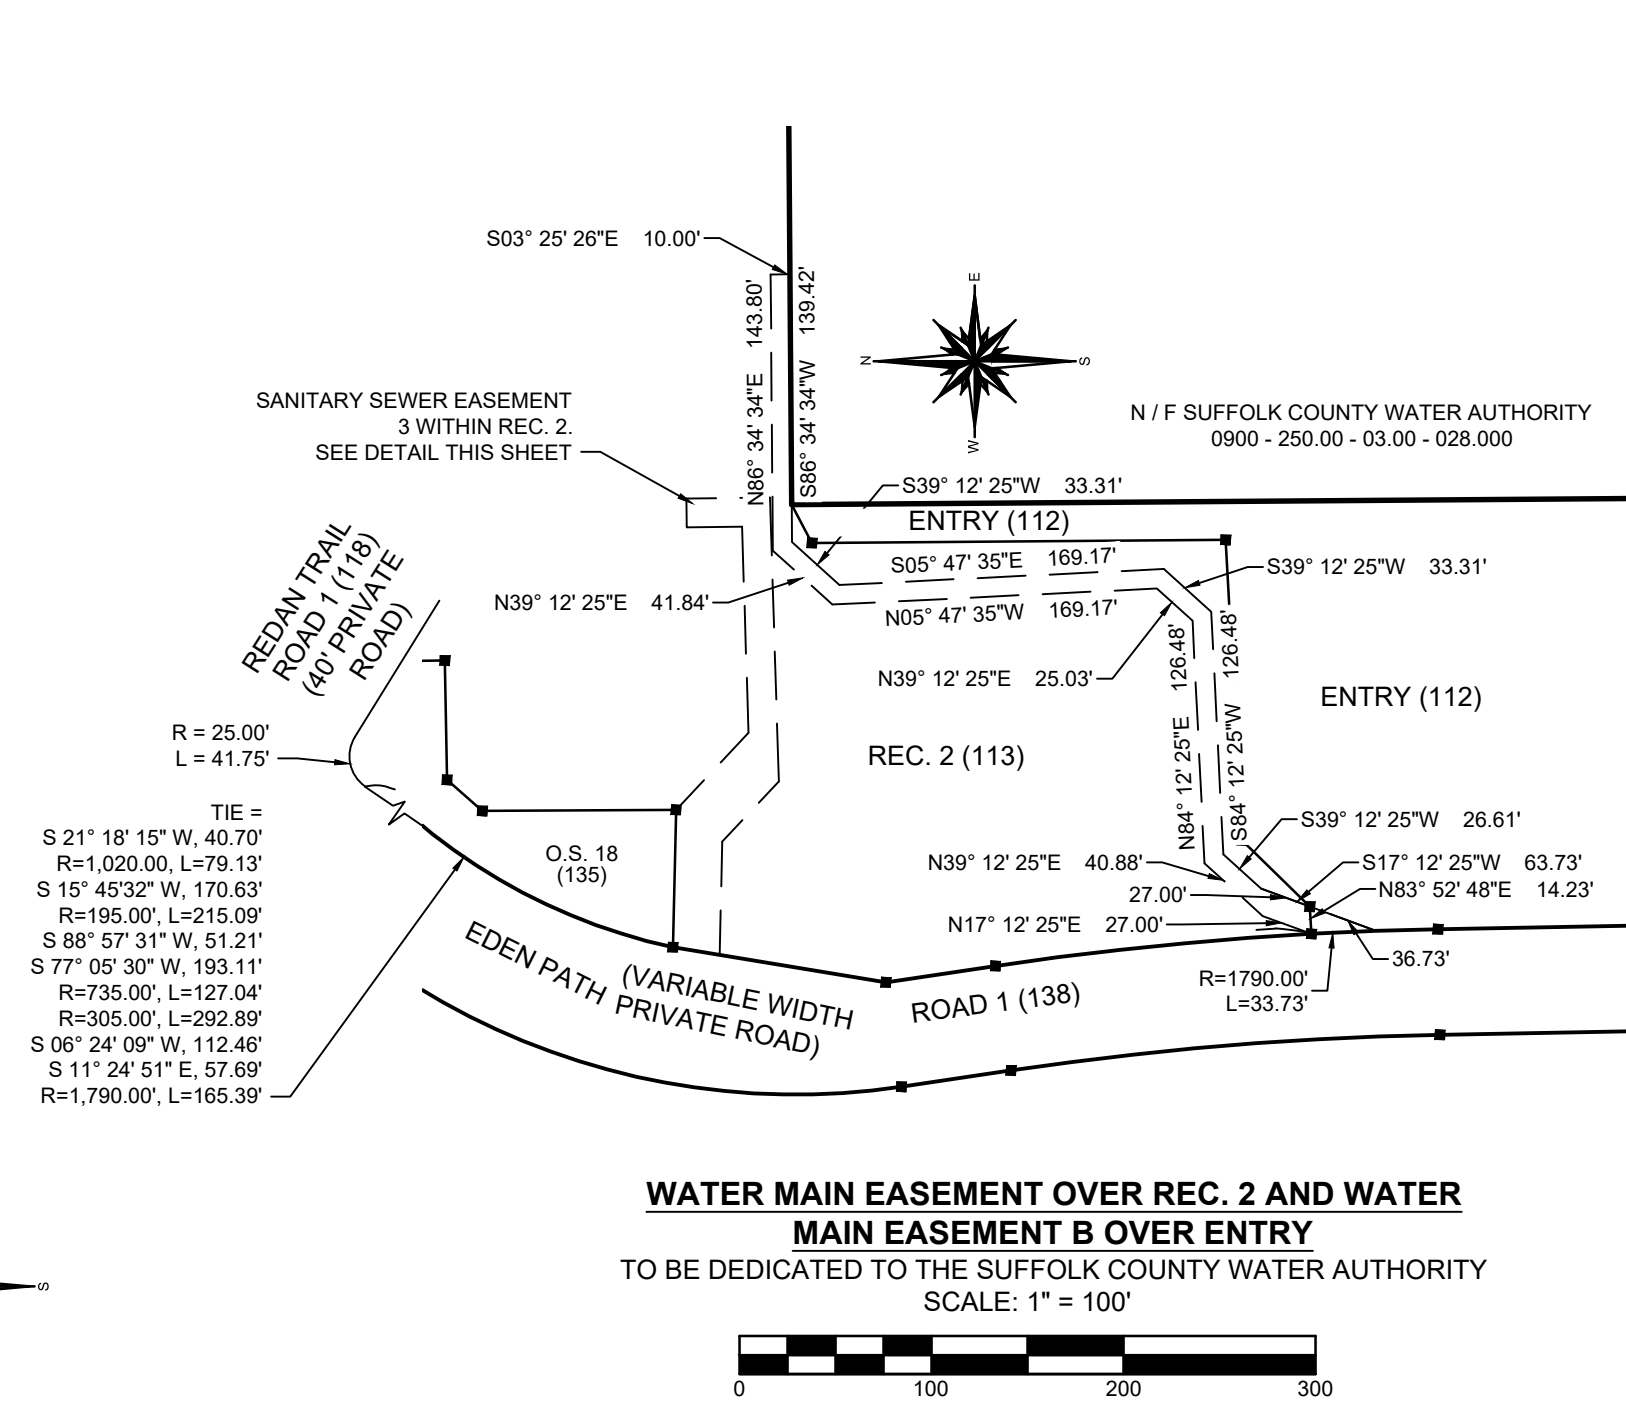 S03° 25' 26"E 10.00'
N86° 34' 34"E 143.80'
S86° 34' 34"W 139.42'
E
N
S
W
SANITARY SEWER EASEMENT
3 WITHIN REC. 2.
SEE DETAIL THIS SHEET
N / F SUFFOLK COUNTY WATER AUTHORITY
0900 - 250.00 - 03.00 - 028.000
S39° 12' 25"W 33.31'
ENTRY (112)
S05° 47' 35"E 169.17'
S39° 12' 25"W 33.31'
N39° 12' 25"E 41.84'
N05° 47' 35"W 169.17'
REDAN TRAIL
ROAD 1 (118)
(40' PRIVATE
ROAD)
N39° 12' 25"E 25.03'
N84° 12' 25"E 126.48'
S84° 12' 25"W 126.48'
ENTRY (112)
R = 25.00'
L = 41.75'
REC. 2 (113)
TIE =
S 21° 18' 15" W, 40.70'
R=1,020.00, L=79.13'
S 15° 45'32" W, 170.63'
R=195.00', L=215.09'
S 88° 57' 31" W, 51.21'
S 77° 05' 30" W, 193.11'
R=735.00', L=127.04'
R=305.00', L=292.89'
S 06° 24' 09" W, 112.46'
S 11° 24' 51" E, 57.69'
R=1,790.00', L=165.39'
O.S. 18
(135)
S39° 12' 25"W 26.61'
N39° 12' 25"E 40.88'
S17° 12' 25"W 63.73'
27.00'
N83° 52' 48"E 14.23'
N17° 12' 25"E 27.00'
36.73'
R=1790.00'
L=33.73'
EDEN PATH
(VARIABLE WIDTH
PRIVATE ROAD)
ROAD 1 (138)
WATER MAIN EASEMENT OVER REC. 2 AND WATER
MAIN EASEMENT B OVER ENTRY
TO BE DEDICATED TO THE SUFFOLK COUNTY WATER AUTHORITY
SCALE: 1" = 100'
S
0 100 200 300